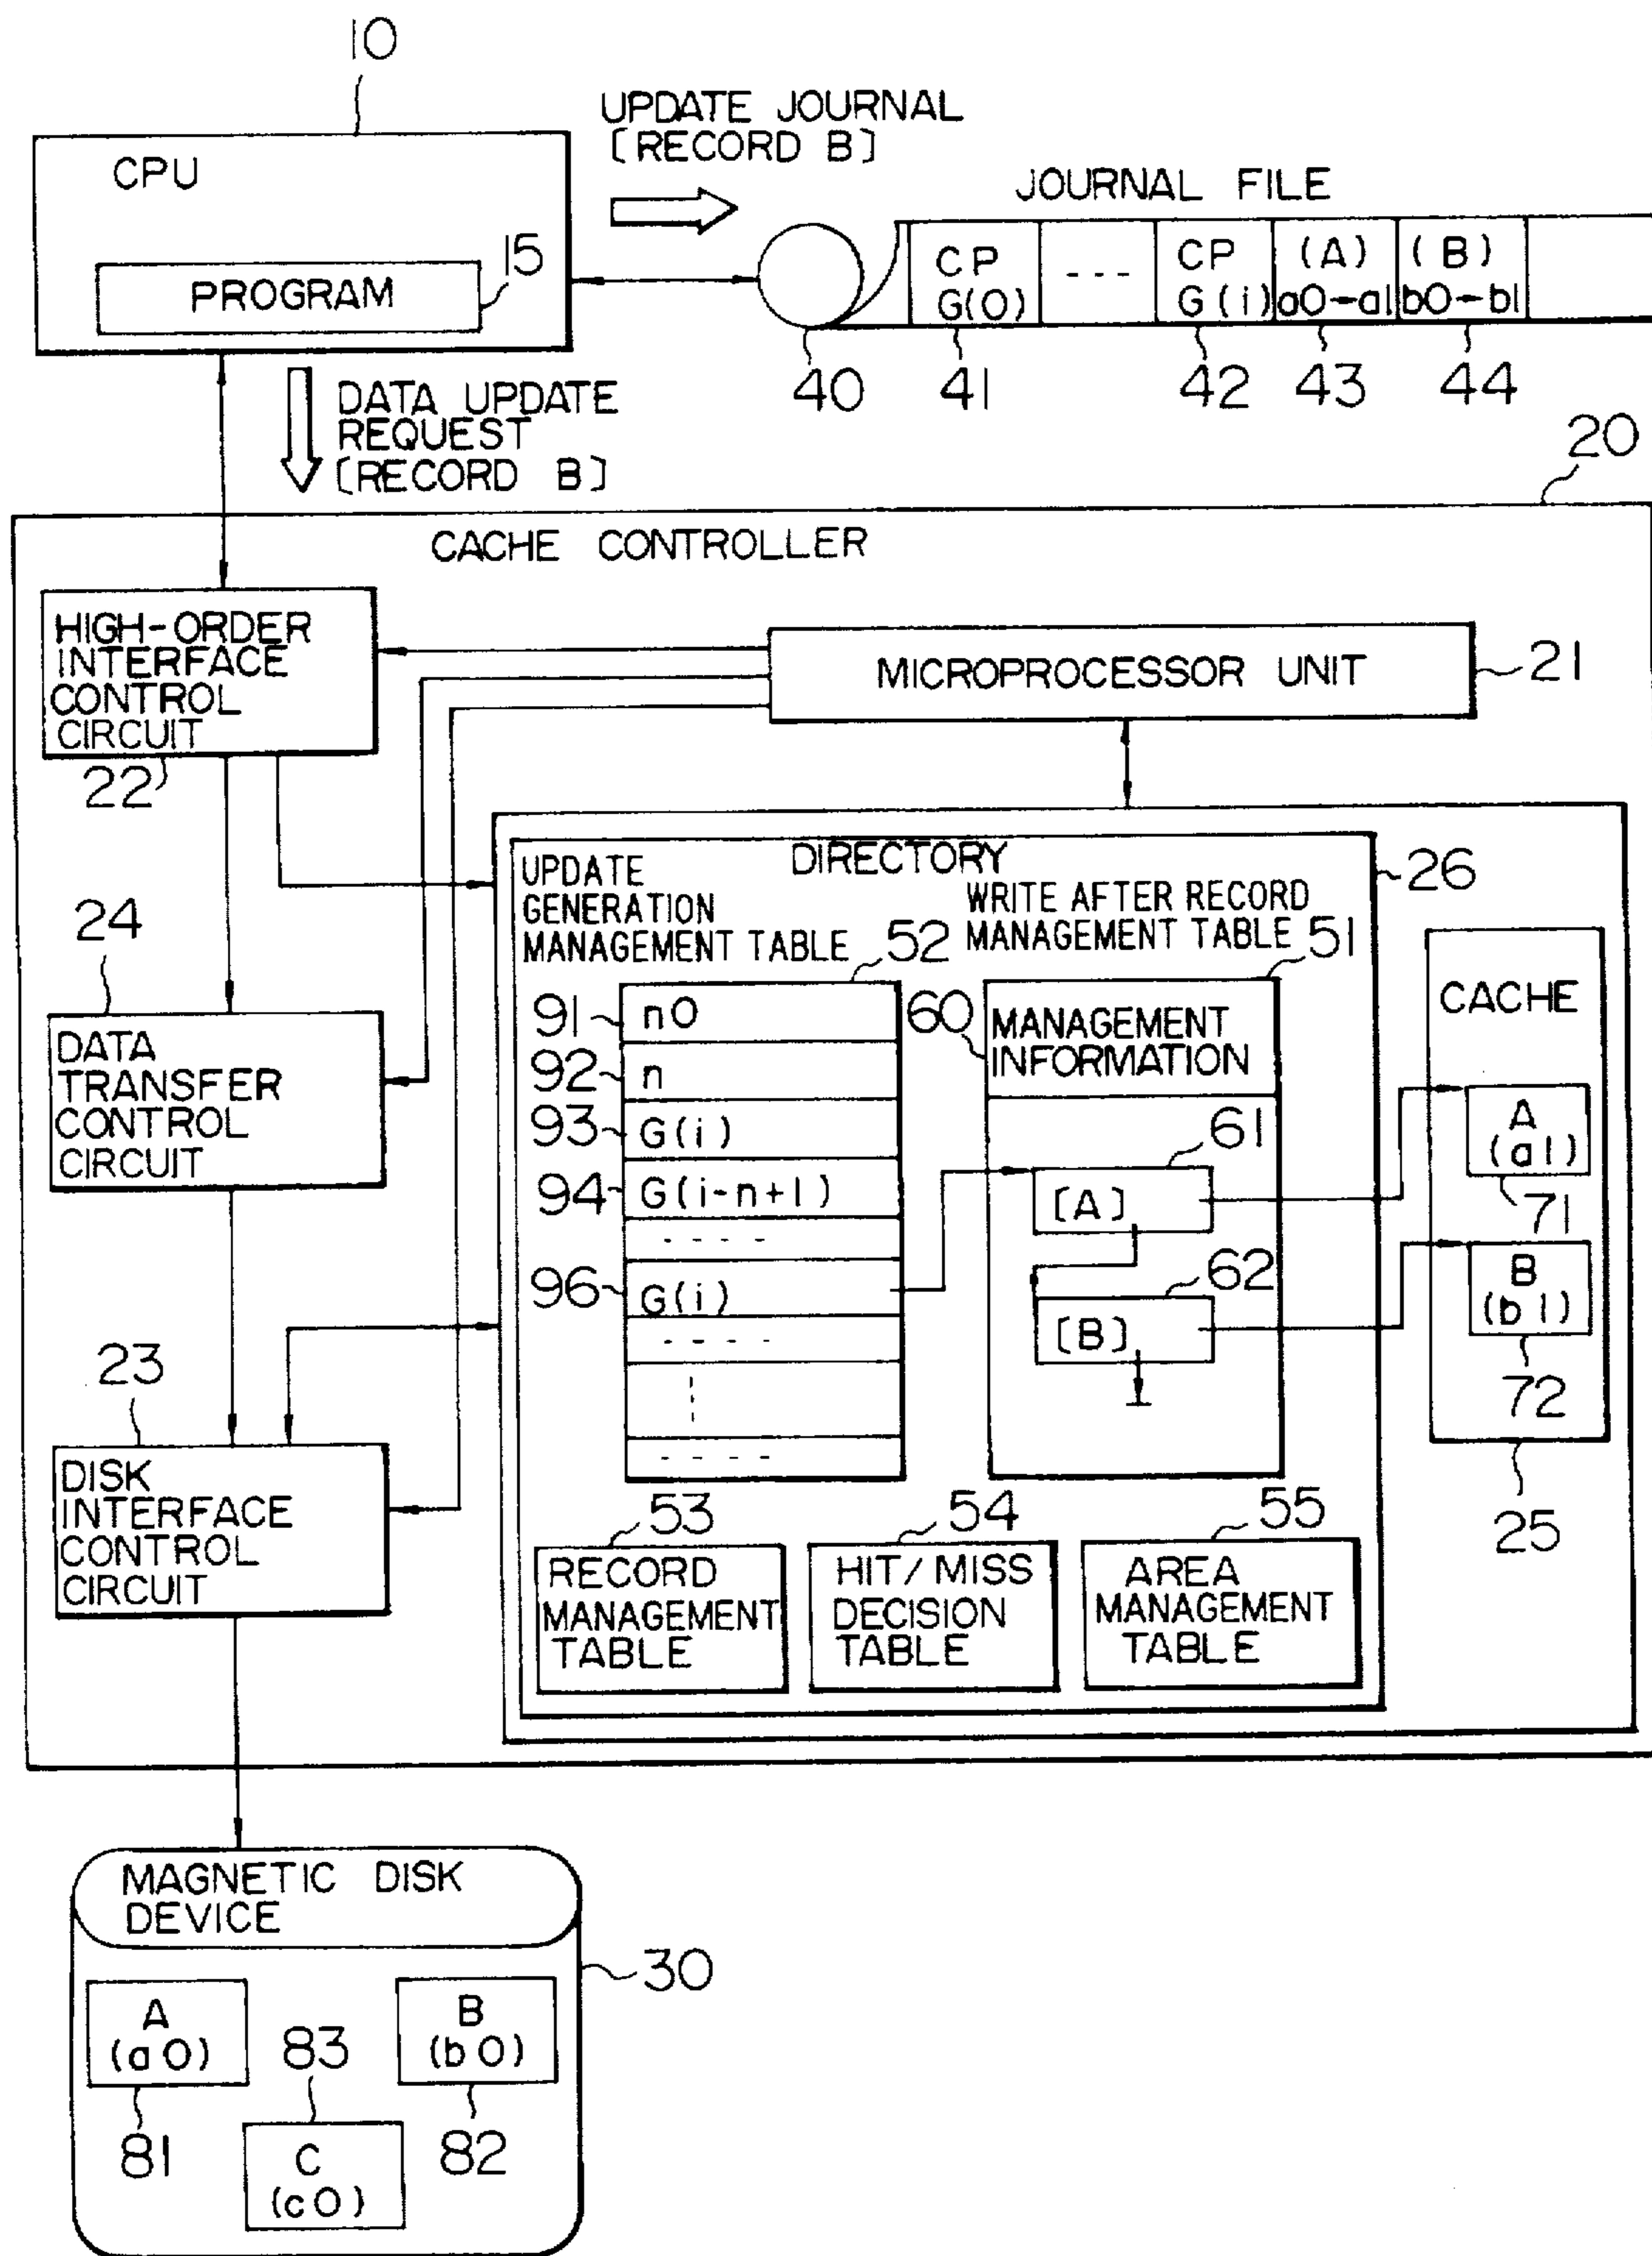 10
UPDATE JOURNAL
[RECORD B]
CPU
JOURNAL FILE
15
PROGRAM
CP
G(0)
----
CP
G(i)
(A)
a0→a1
(B)
b0→b1
40
41
42
43
44
DATA UPDATE
REQUEST
[RECORD B]
20
CACHE CONTROLLER
HIGH-ORDER
INTERFACE
CONTROL
CIRCUIT
22
MICROPROCESSOR UNIT
21
DIRECTORY
26
UPDATE
GENERATION
MANAGEMENT TABLE
52
WRITE AFTER RECORD
MANAGEMENT TABLE
51
24
DATA
TRANSFER
CONTROL
CIRCUIT
91
n0
92
n
93
G(i)
94
G(i-n+1)
- - - -
96
G(i)
- - - -
- - - -
60
MANAGEMENT
INFORMATION
61
[A]
62
[B]
CACHE
A
(a1)
71
B
(b1)
72
25
23
DISK
INTERFACE
CONTROL
CIRCUIT
53
RECORD
MANAGEMENT
TABLE
54
HIT/MISS
DECISION
TABLE
55
AREA
MANAGEMENT
TABLE
MAGNETIC DISK
DEVICE
30
A
(a0)
81
83
C
(c0)
B
(b0)
82